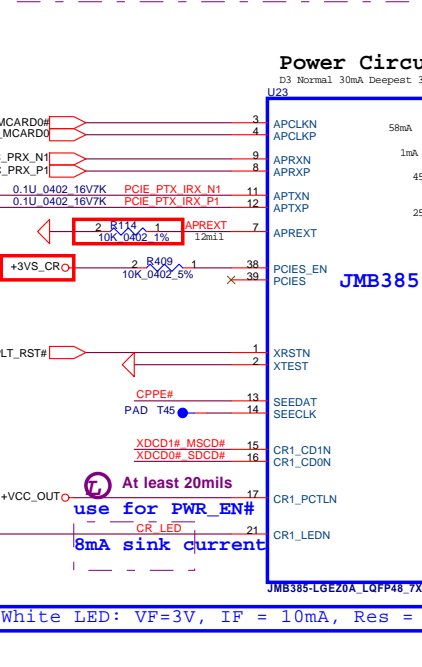 Power Circu
D3 Normal 30mA Deepest 3
U23
MCARD0# 3 APCLKN
_MCARD0 4 APCLKP
58mA
1mA
_PRX_N1 9 APRXN
_PRX_P1 8 APRXP
45
0.1U_0402_16V7K PCIE_PTX_IRX_N1 11 APTXN
0.1U_0402_16V7K PCIE_PTX_IRX_P1 12 APTXP
25
R114
2 1 APREXT 7 APREXT
10K_0402_1% 12mil
+3VS_CR 2 R409 1 38 PCIES_EN
10K_0402_5% 39 PCIES
JMB385
LT_RST# 1 XRSTN
2 XTEST
CPPE# 13 SEEDAT
PAD T45 14 SEECLK
XDCD1#_MSCD# 15 CR1_CD1N
XDCD0#_SDCD# 16 CR1_CD0N
L At least 20mils
+VCC_OUT 17 CR1_PCTLN
use for PWR_EN#
CR_LED 21 CR1_LEDN
8mA sink current
JMB385-LGEZ0A_LQFP48_7X
White LED: VF=3V, IF = 10mA, Res =